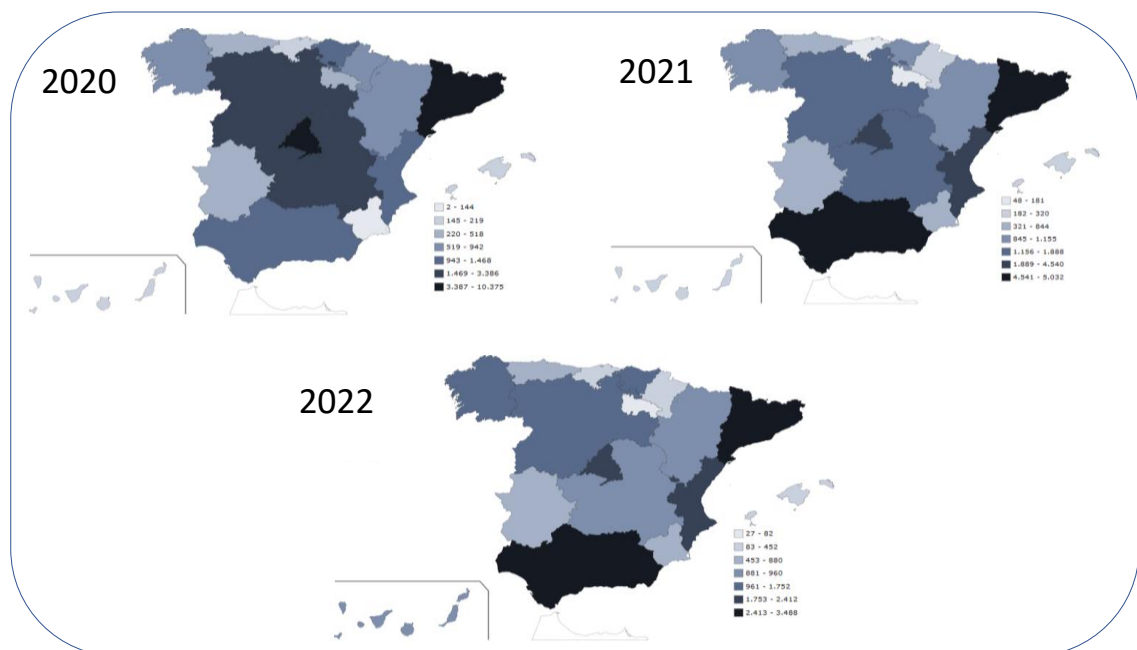 2020
2 - 144
145 - 219
220 - 518
519 - 942
943 - 1.468
1.469 - 3.386
3.387 - 10.375
2021
48 - 181
182 - 320
321 - 844
845 - 1.155
1.156 - 1.888
1.889 - 4.540
4.541 - 5.032
2022
27 - 82
83 - 452
453 - 880
881 - 960
961 - 1.752
1.753 - 2.412
2.413 - 3.488